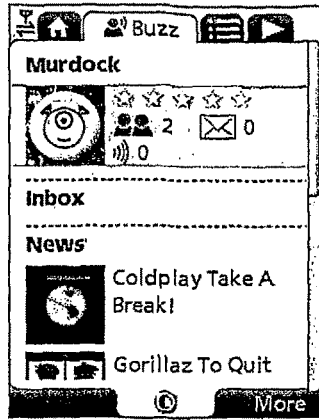 Buzz
Murdock
2 0
0
Inbox
News
Coldplay Take A
Break!
Gorillaz To Quit
More